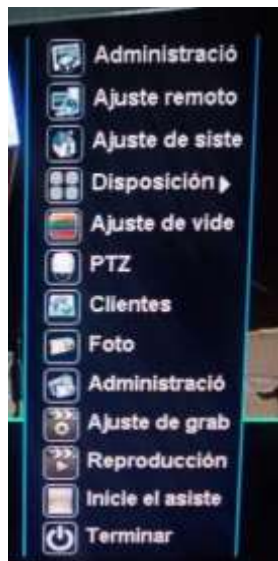 Administració
Ajuste remoto
Ajuste de siste
Disposición
Ajuste de vide
PTZ
Clientes
Foto
Administració
Ajuste de grab
Reproducción
Inicie el asiste
Terminar